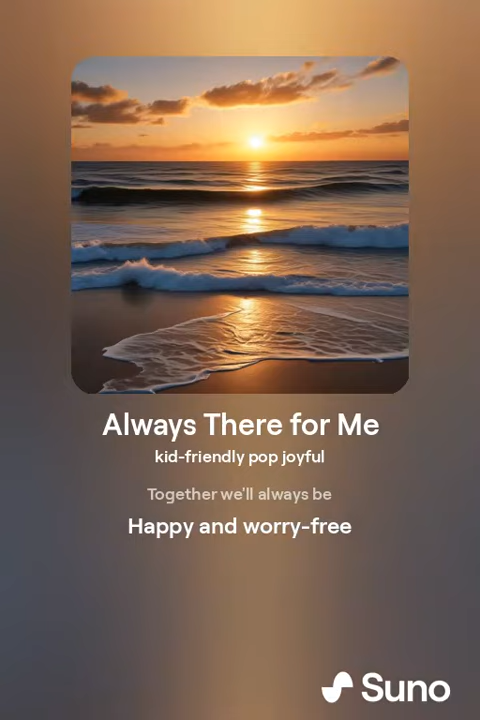 Always There for Me
kid-friendly pop joyful
Together we'll always be
Happy and worry-free
Suno